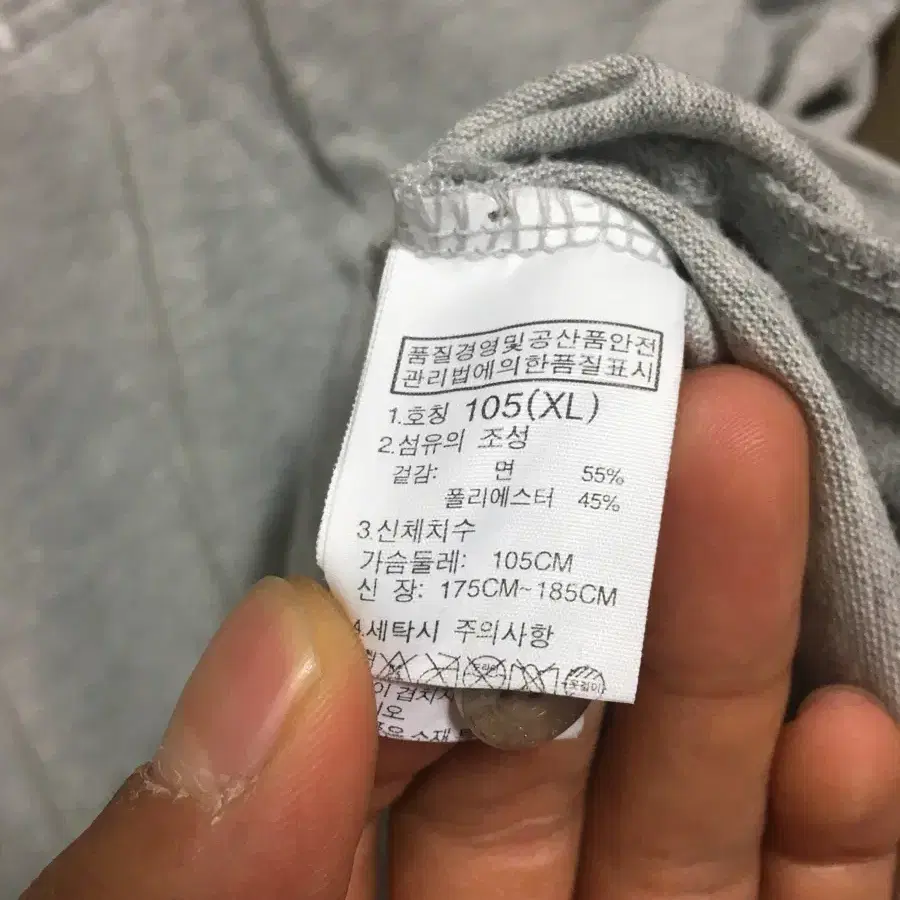 품질경영및공산품안전
관리법에의한품질표시
1.호칭 105(XL)
2.섬유의 조성
겉감: 면 55%
폴리에스터 45%
3.신체치수
가슴둘레: 105CM
신 장: 175CM~185CM
4.세탁시 주의사항
옷걸이